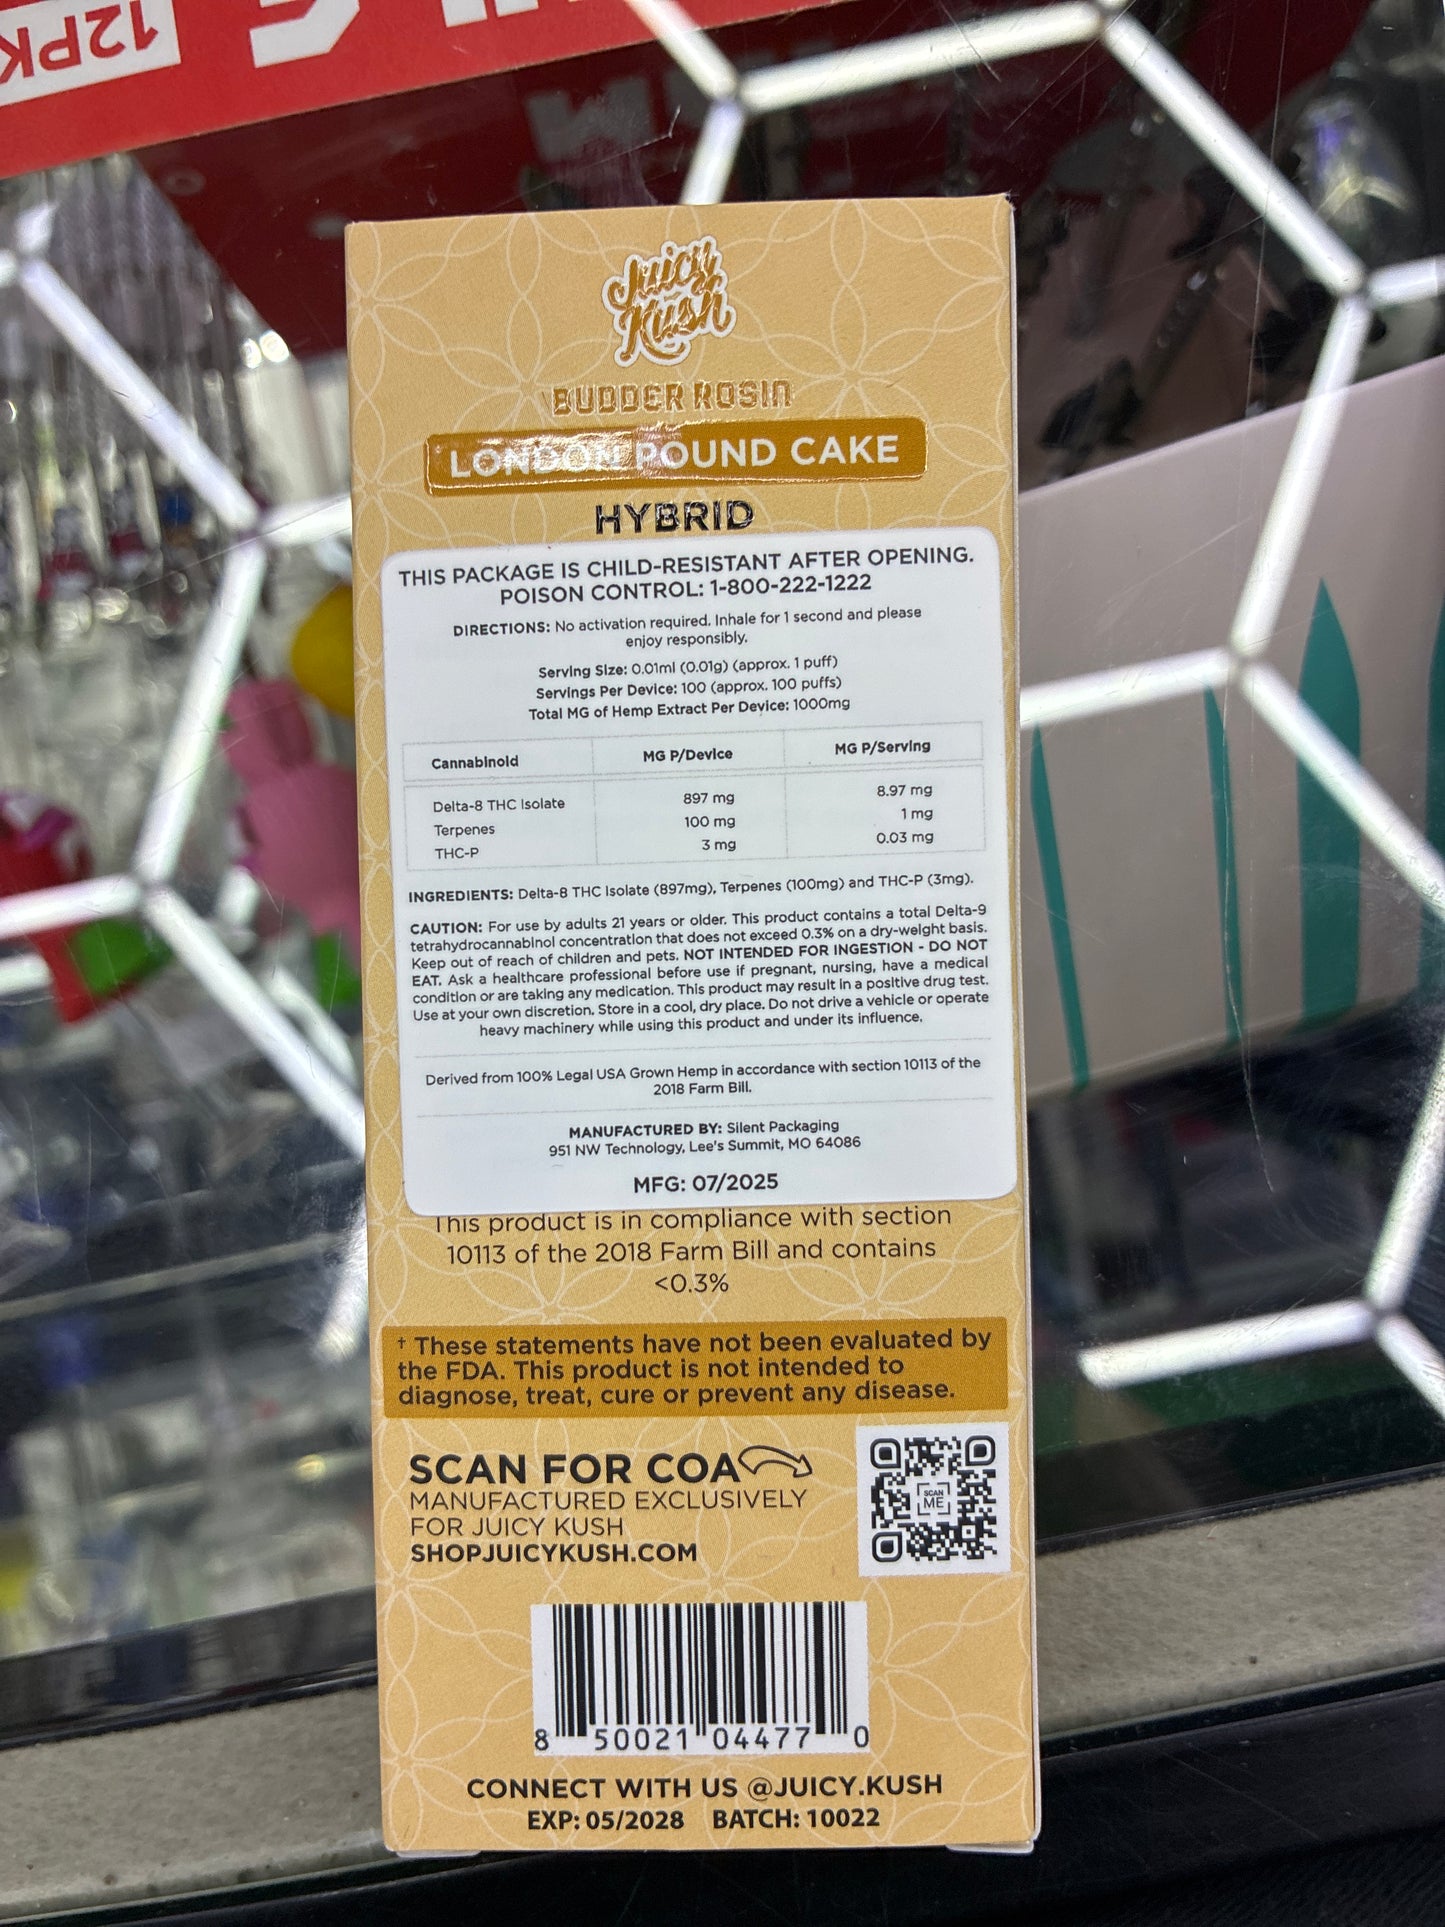 12PK
Juicy
Kush
BUDDER ROSIN
LONDON POUND CAKE
HYBRID
THIS PACKAGE IS CHILD-RESISTANT AFTER OPENING.
POISON CONTROL: 1-800-222-1222
DIRECTIONS: No activation required. Inhale for 1 second and please
enjoy responsibly.
Serving Size: 0.01ml (0.01g) (approx. 1 puff)
Servings Per Device: 100 (approx. 100 puffs)
Total MG of Hemp Extract Per Device: 1000mg
Cannabinoid MG P/Device MG P/Serving
Delta-8 THC Isolate 897 mg 8.97 mg
Terpenes 100 mg 1 mg
THC-P 3 mg 0.03 mg
INGREDIENTS: Delta-8 THC Isolate (897mg), Terpenes (100mg) and THC-P (3mg).
CAUTION: For use by adults 21 years or older. This product contains a total Delta-9
tetrahydrocannabinol concentration that does not exceed 0.3% on a dry-weight basis.
Keep out of reach of children and pets. NOT INTENDED FOR INGESTION - DO NOT
EAT. Ask a healthcare professional before use if pregnant, nursing, have a medical
condition or are taking any medication. This product may result in a positive drug test.
Use at your own discretion. Store in a cool, dry place. Do not drive a vehicle or operate
heavy machinery while using this product and under its influence.
Derived from 100% Legal USA Grown Hemp in accordance with section 10113 of the
2018 Farm Bill.
MANUFACTURED BY: Silent Packaging
951 NW Technology, Lee's Summit, MO 64086
MFG: 07/2025
This product is in compliance with section
10113 of the 2018 Farm Bill and contains
<0.3%
† These statements have not been evaluated by
the FDA. This product is not intended to
diagnose, treat, cure or prevent any disease.
SCAN FOR COA
MANUFACTURED EXCLUSIVELY
FOR JUICY KUSH
SHOPJUICYKUSH.COM
SCAN
ME
8 50021 04477 0
CONNECT WITH US @JUICY.KUSH
EXP: 05/2028 BATCH: 10022